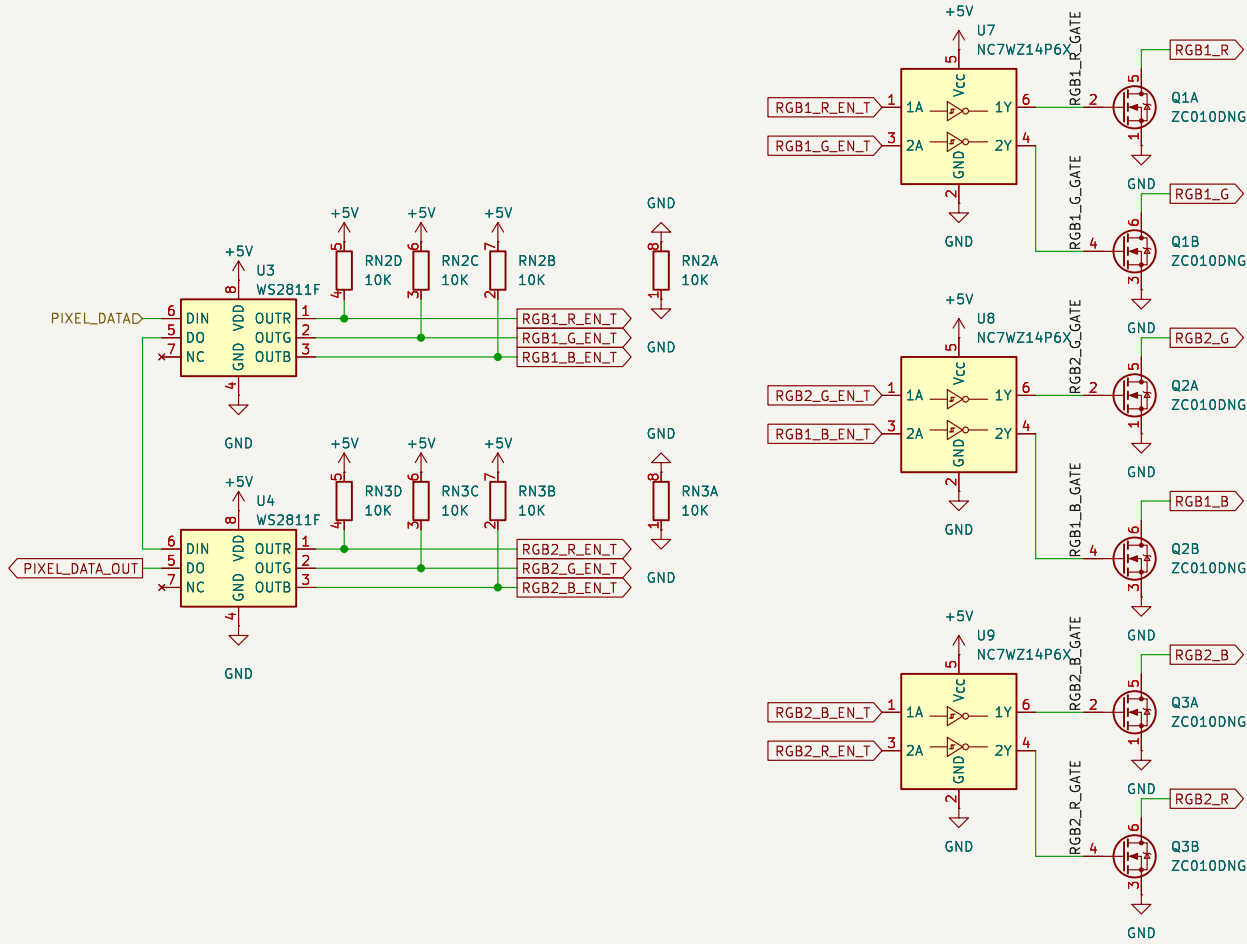 +5V
U3
WS2811F
8
PIXEL_DATA
6
DIN
VDD
OUTR
1
5
DO
OUTG
2
7
NC
GND
OUTB
3
4
GND
+5V
5
RN2D
10K
4
+5V
6
RN2C
10K
3
+5V
7
RN2B
10K
2
GND
8
RN2A
10K
1
GND
RGB1_R_EN_T
RGB1_G_EN_T
RGB1_B_EN_T
+5V
U4
WS2811F
8
6
DIN
VDD
OUTR
1
PIXEL_DATA_OUT
5
DO
OUTG
2
7
NC
GND
OUTB
3
4
GND
+5V
5
RN3D
10K
4
+5V
6
RN3C
10K
3
+5V
7
RN3B
10K
2
GND
8
RN3A
10K
1
GND
RGB2_R_EN_T
RGB2_G_EN_T
RGB2_B_EN_T
+5V
U7
NC7WZ14P6X
5
Vcc
RGB1_R_EN_T
1
1A
1Y
6
RGB1_G_EN_T
3
2A
2Y
4
GND
2
GND
RGB1_R_GATE
2
RGB1_R
5
Q1A
ZC010DNG
1
GND
RGB1_G_GATE
4
RGB1_G
6
Q1B
ZC010DNG
3
GND
+5V
U8
NC7WZ14P6X
5
Vcc
RGB2_G_EN_T
1
1A
1Y
6
RGB1_B_EN_T
3
2A
2Y
4
GND
2
GND
RGB2_G_GATE
2
RGB2_G
5
Q2A
ZC010DNG
1
GND
RGB1_B_GATE
4
RGB1_B
6
Q2B
ZC010DNG
3
GND
+5V
U9
NC7WZ14P6X
5
Vcc
RGB2_B_EN_T
1
1A
1Y
6
RGB2_R_EN_T
3
2A
2Y
4
GND
2
GND
RGB2_B_GATE
2
RGB2_B
5
Q3A
ZC010DNG
1
GND
RGB2_R_GATE
4
RGB2_R
6
Q3B
ZC010DNG
3
GND